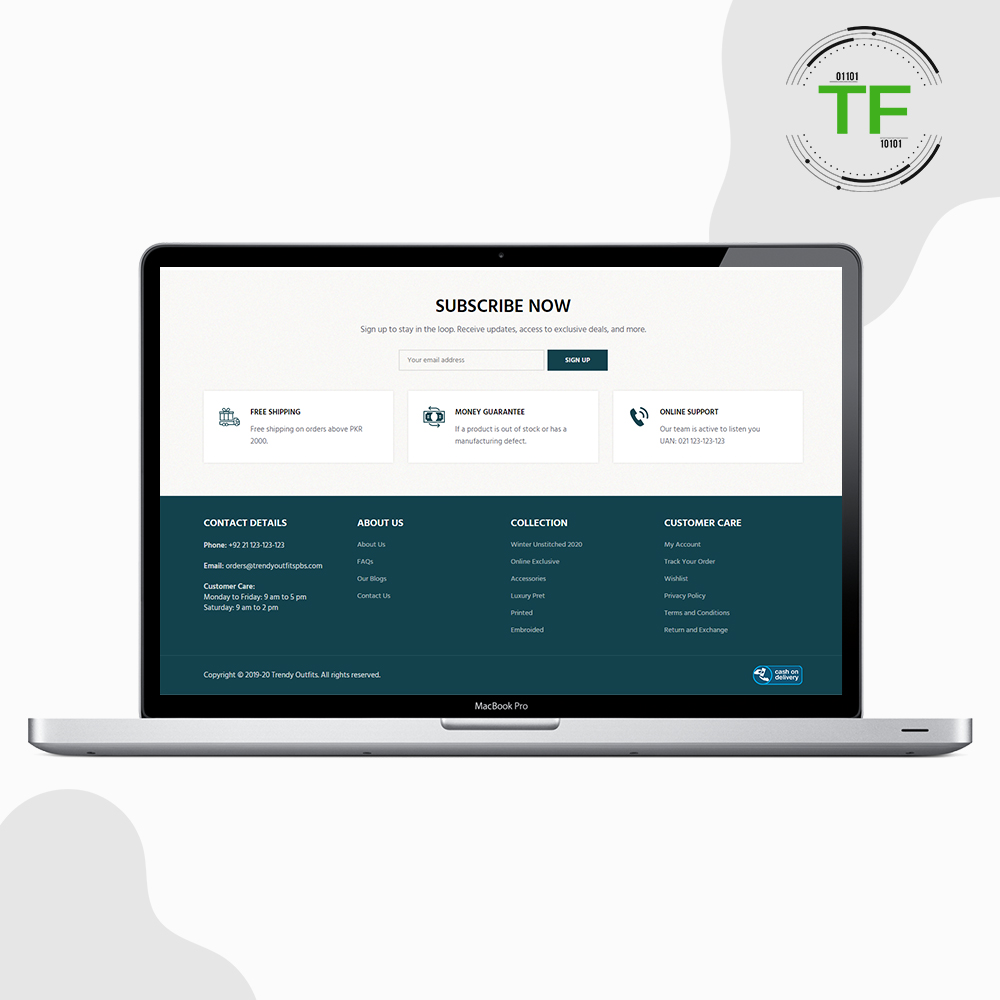 01101
TF
10101
SUBSCRIBE NOW
Sign up to stay in the loop. Receive updates, access to exclusive deals, and more.
Your email address
SIGN UP
FREE SHIPPING
Free shipping on orders above PKR
2000.
MONEY GUARANTEE
If a product is out of stock or has a
manufacturing defect.
ONLINE SUPPORT
Our team is active to listen you
UAN: 021 123-123-123
CONTACT DETAILS
Phone: +92 21 123-123-123
Email: orders@trendyoutfitspbs.com
Customer Care:
Monday to Friday: 9 am to 5 pm
Saturday: 9 am to 2 pm
ABOUT US
About Us
FAQs
Our Blogs
Contact Us
COLLECTION
Winter Unstitched 2020
Online Exclusive
Accessories
Luxury Pret
Printed
Embroided
CUSTOMER CARE
My Account
Track Your Order
Wishlist
Privacy Policy
Terms and Conditions
Return and Exchange
Copyright © 2019-20 Trendy Outfits. All rights reserved.
cash on
delivery
MacBook Pro